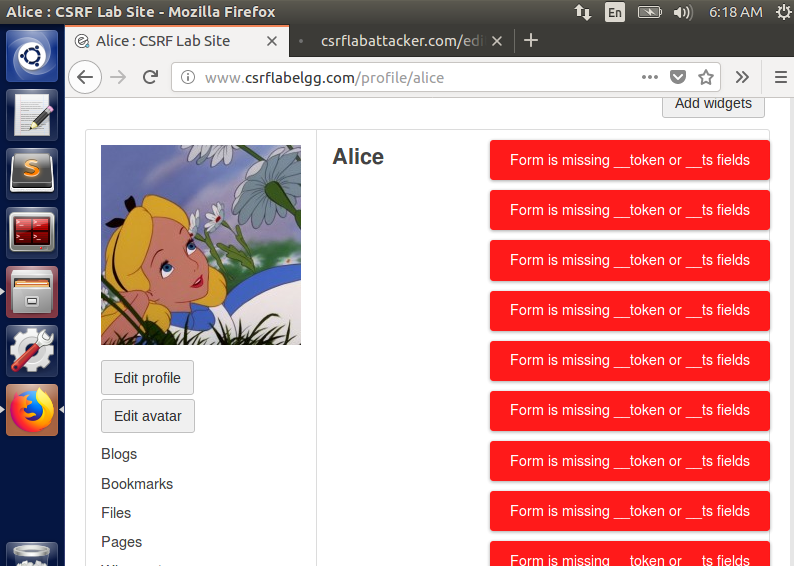 Alice : CSRF Lab Site - Mozilla Firefox
En
6:18 AM
Alice : CSRF Lab Site
csrflabattacker.com/edi
www.csrflabelgg.com/profile/alice
Add widgets
Alice
Form is missing __token or __ts fields
Form is missing __token or __ts fields
Form is missing __token or __ts fields
Form is missing __token or __ts fields
Form is missing __token or __ts fields
Form is missing __token or __ts fields
Form is missing __token or __ts fields
Form is missing __token or __ts fields
Form is missing __token or __ts fields
Edit profile
Edit avatar
Blogs
Bookmarks
Files
Pages